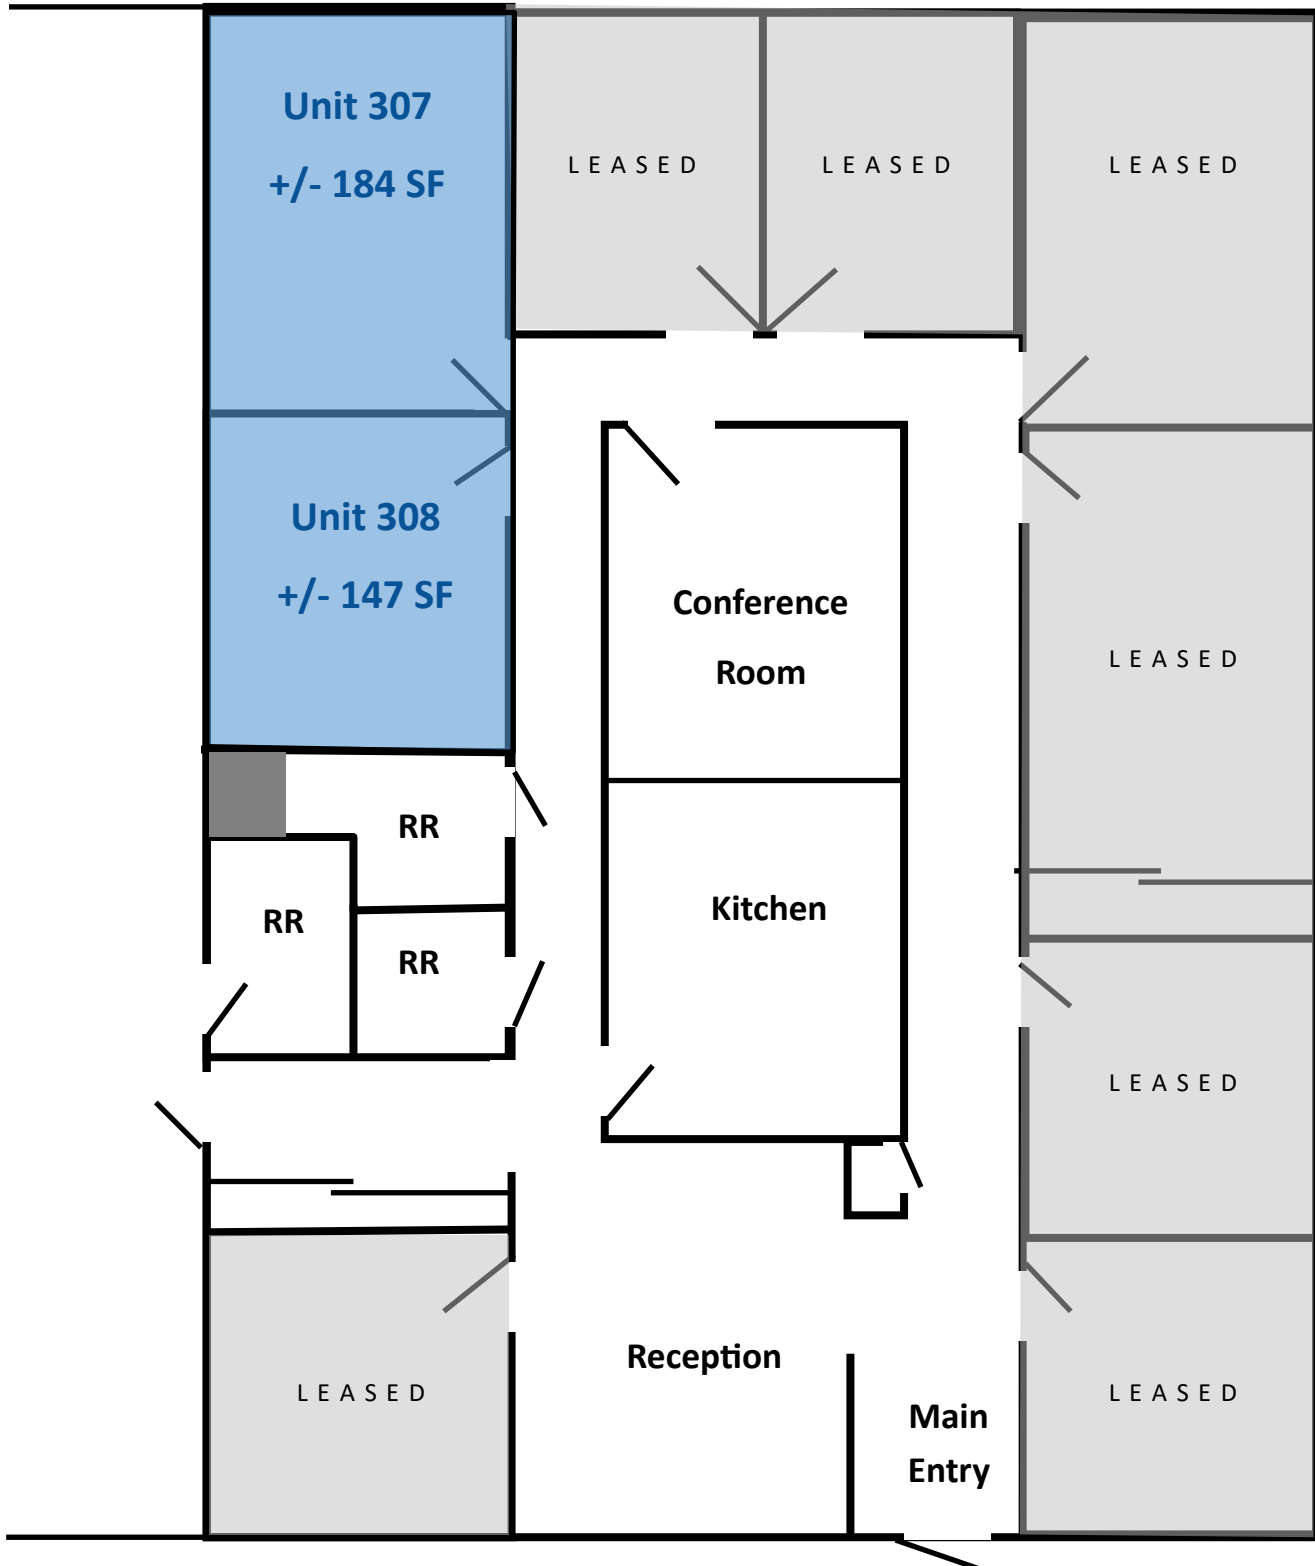 Unit 307
+/- 184 SF
LEASED
LEASED
LEASED
Unit 308
+/- 147 SF
Conference
Room
LEASED
RR
RR
RR
Kitchen
LEASED
Reception
LEASED
LEASED
Main
Entry